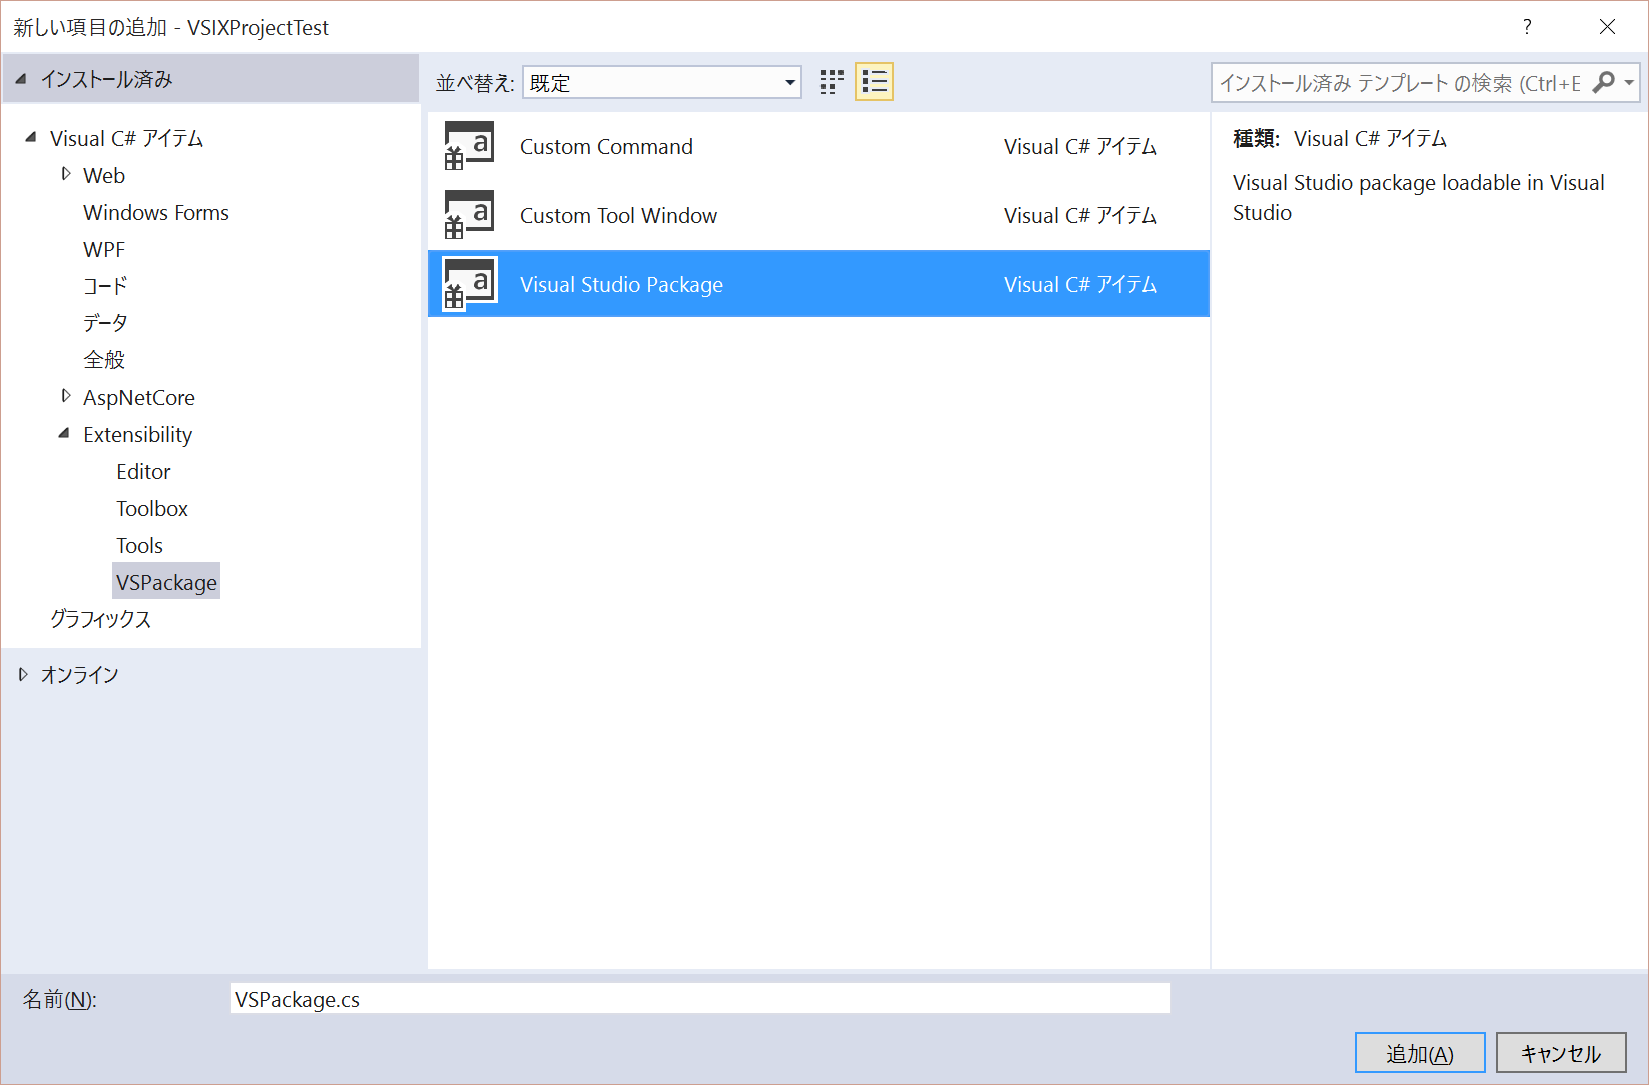 新しい項目の追加 - VSIXProjectTest
?
インストール済み
並べ替え: 既定
インストール済み テンプレート の検索 (Ctrl+E
Visual C# アイテム
Web
Windows Forms
WPF
コード
データ
全般
AspNetCore
Extensibility
Editor
Toolbox
Tools
VSPackage
グラフィックス
オンライン
Custom Command Visual C# アイテム
Custom Tool Window Visual C# アイテム
Visual Studio Package Visual C# アイテム
種類: Visual C# アイテム
Visual Studio package loadable in Visual
Studio
名前(N): VSPackage.cs
追加(A) キャンセル